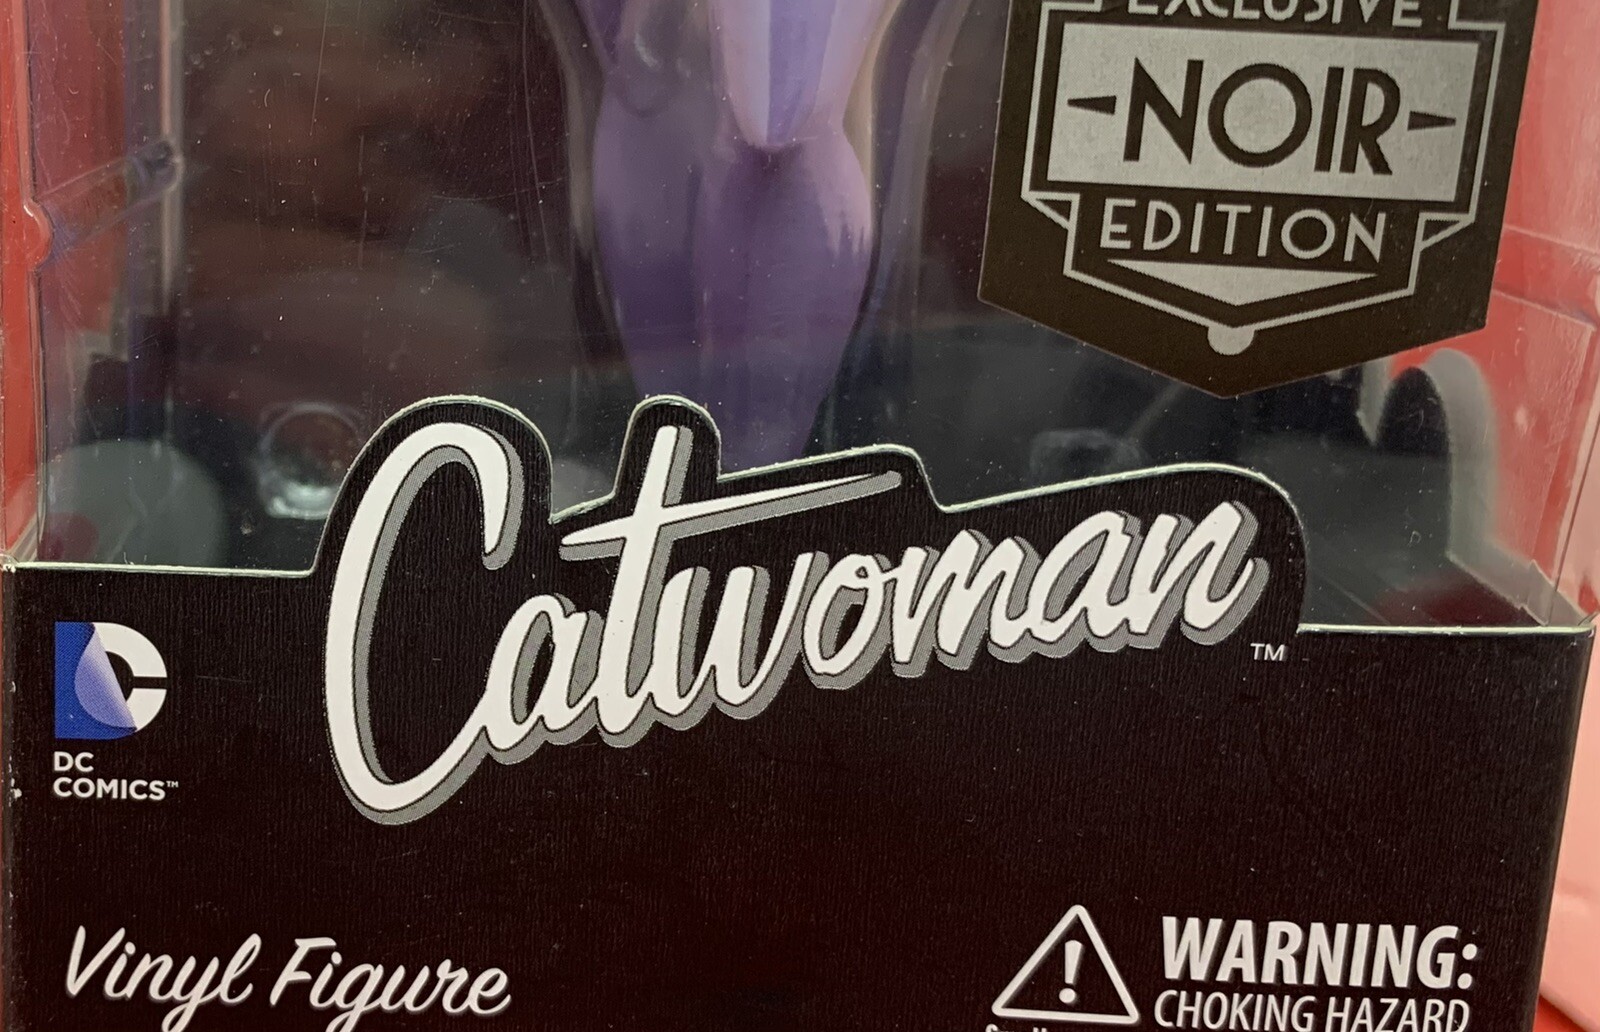 EXCLUSIVE
NOIR
EDITION
Catwoman™
DC
COMICS™
Vinyl Figure
WARNING:
CHOKING HAZARD